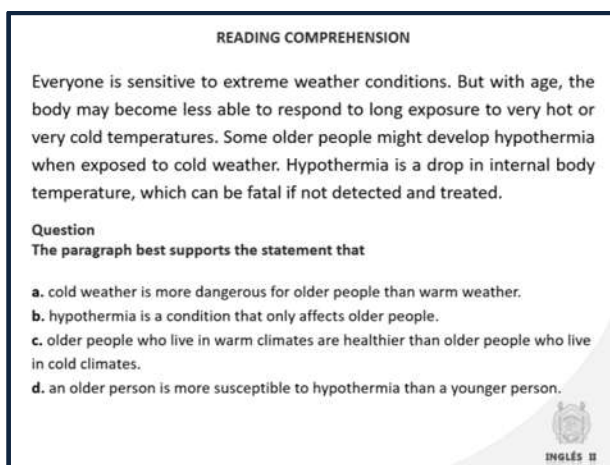 READING COMPREHENSION
Everyone is sensitive to extreme weather conditions. But with age, the
body may become less able to respond to long exposure to very hot or
very cold temperatures. Some older people might develop hypothermia
when exposed to cold weather. Hypothermia is a drop in internal body
temperature, which can be fatal if not detected and treated.
Question
The paragraph best supports the statement that
a. cold weather is more dangerous for older people than warm weather.
b. hypothermia is a condition that only affects older people.
c. older people who live in warm climates are healthier than older people who live
in cold climates.
d. an older person is more susceptible to hypothermia than a younger person.
INGLÉS II